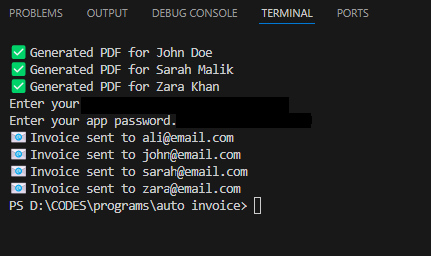 PROBLEMS OUTPUT DEBUG CONSOLE TERMINAL PORTS
✅ Generated PDF for John Doe
✅ Generated PDF for Sarah Malik
✅ Generated PDF for Zara Khan
Enter your
Enter your app password.
📧 Invoice sent to ali@email.com
📧 Invoice sent to john@email.com
📧 Invoice sent to sarah@email.com
📧 Invoice sent to zara@email.com
PS D:\CODES\programs\auto invoice>